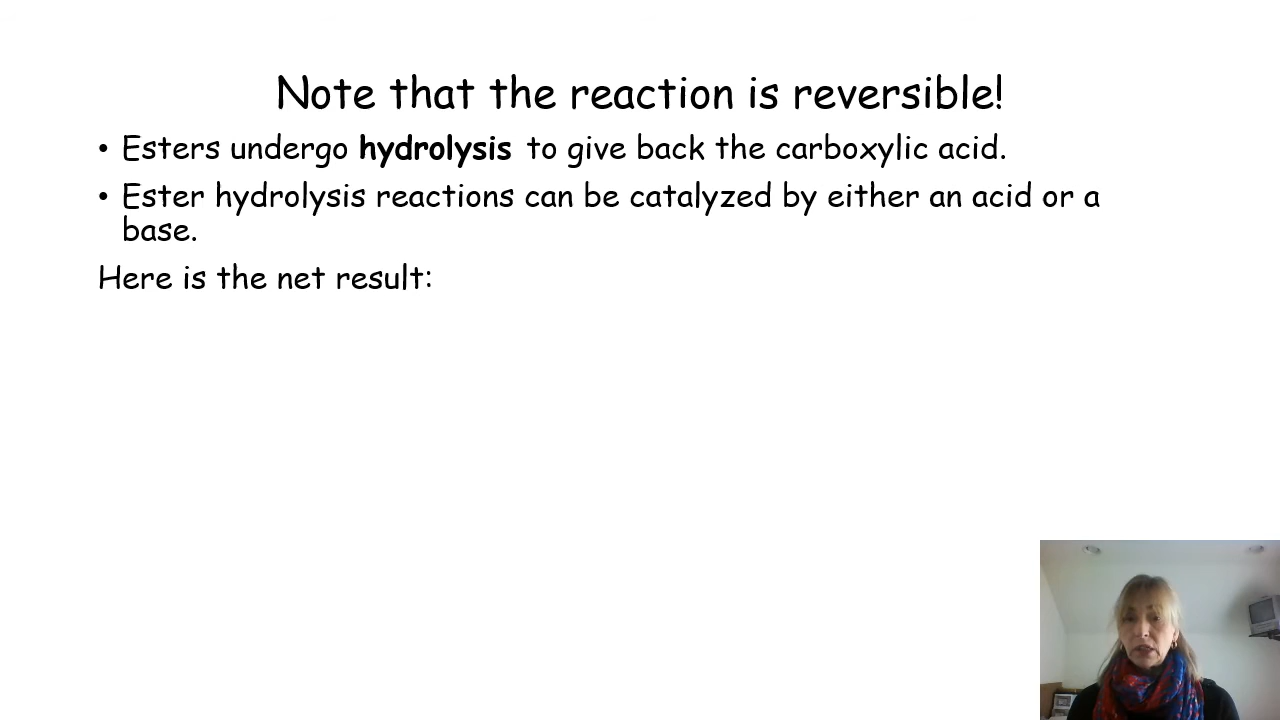 Note that the reaction is reversible!
• Esters undergo hydrolysis to give back the carboxylic acid.
• Ester hydrolysis reactions can be catalyzed by either an acid or a
base.
Here is the net result: